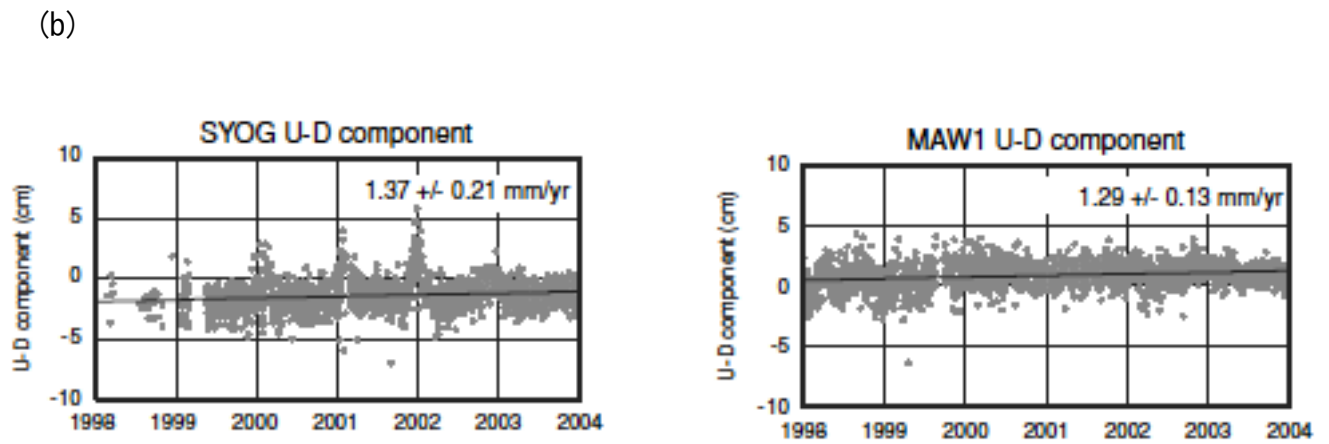 (b)
SYOG U-D component
1.37 +/- 0.21 mm/yr
U-D component (cm)
10
5
0
-5
-10
1998 1999 2000 2001 2002 2003 2004
MAW1 U-D component
1.29 +/- 0.13 mm/yr
U-D component (cm)
10
5
0
-5
-10
1998 1999 2000 2001 2002 2003 2004